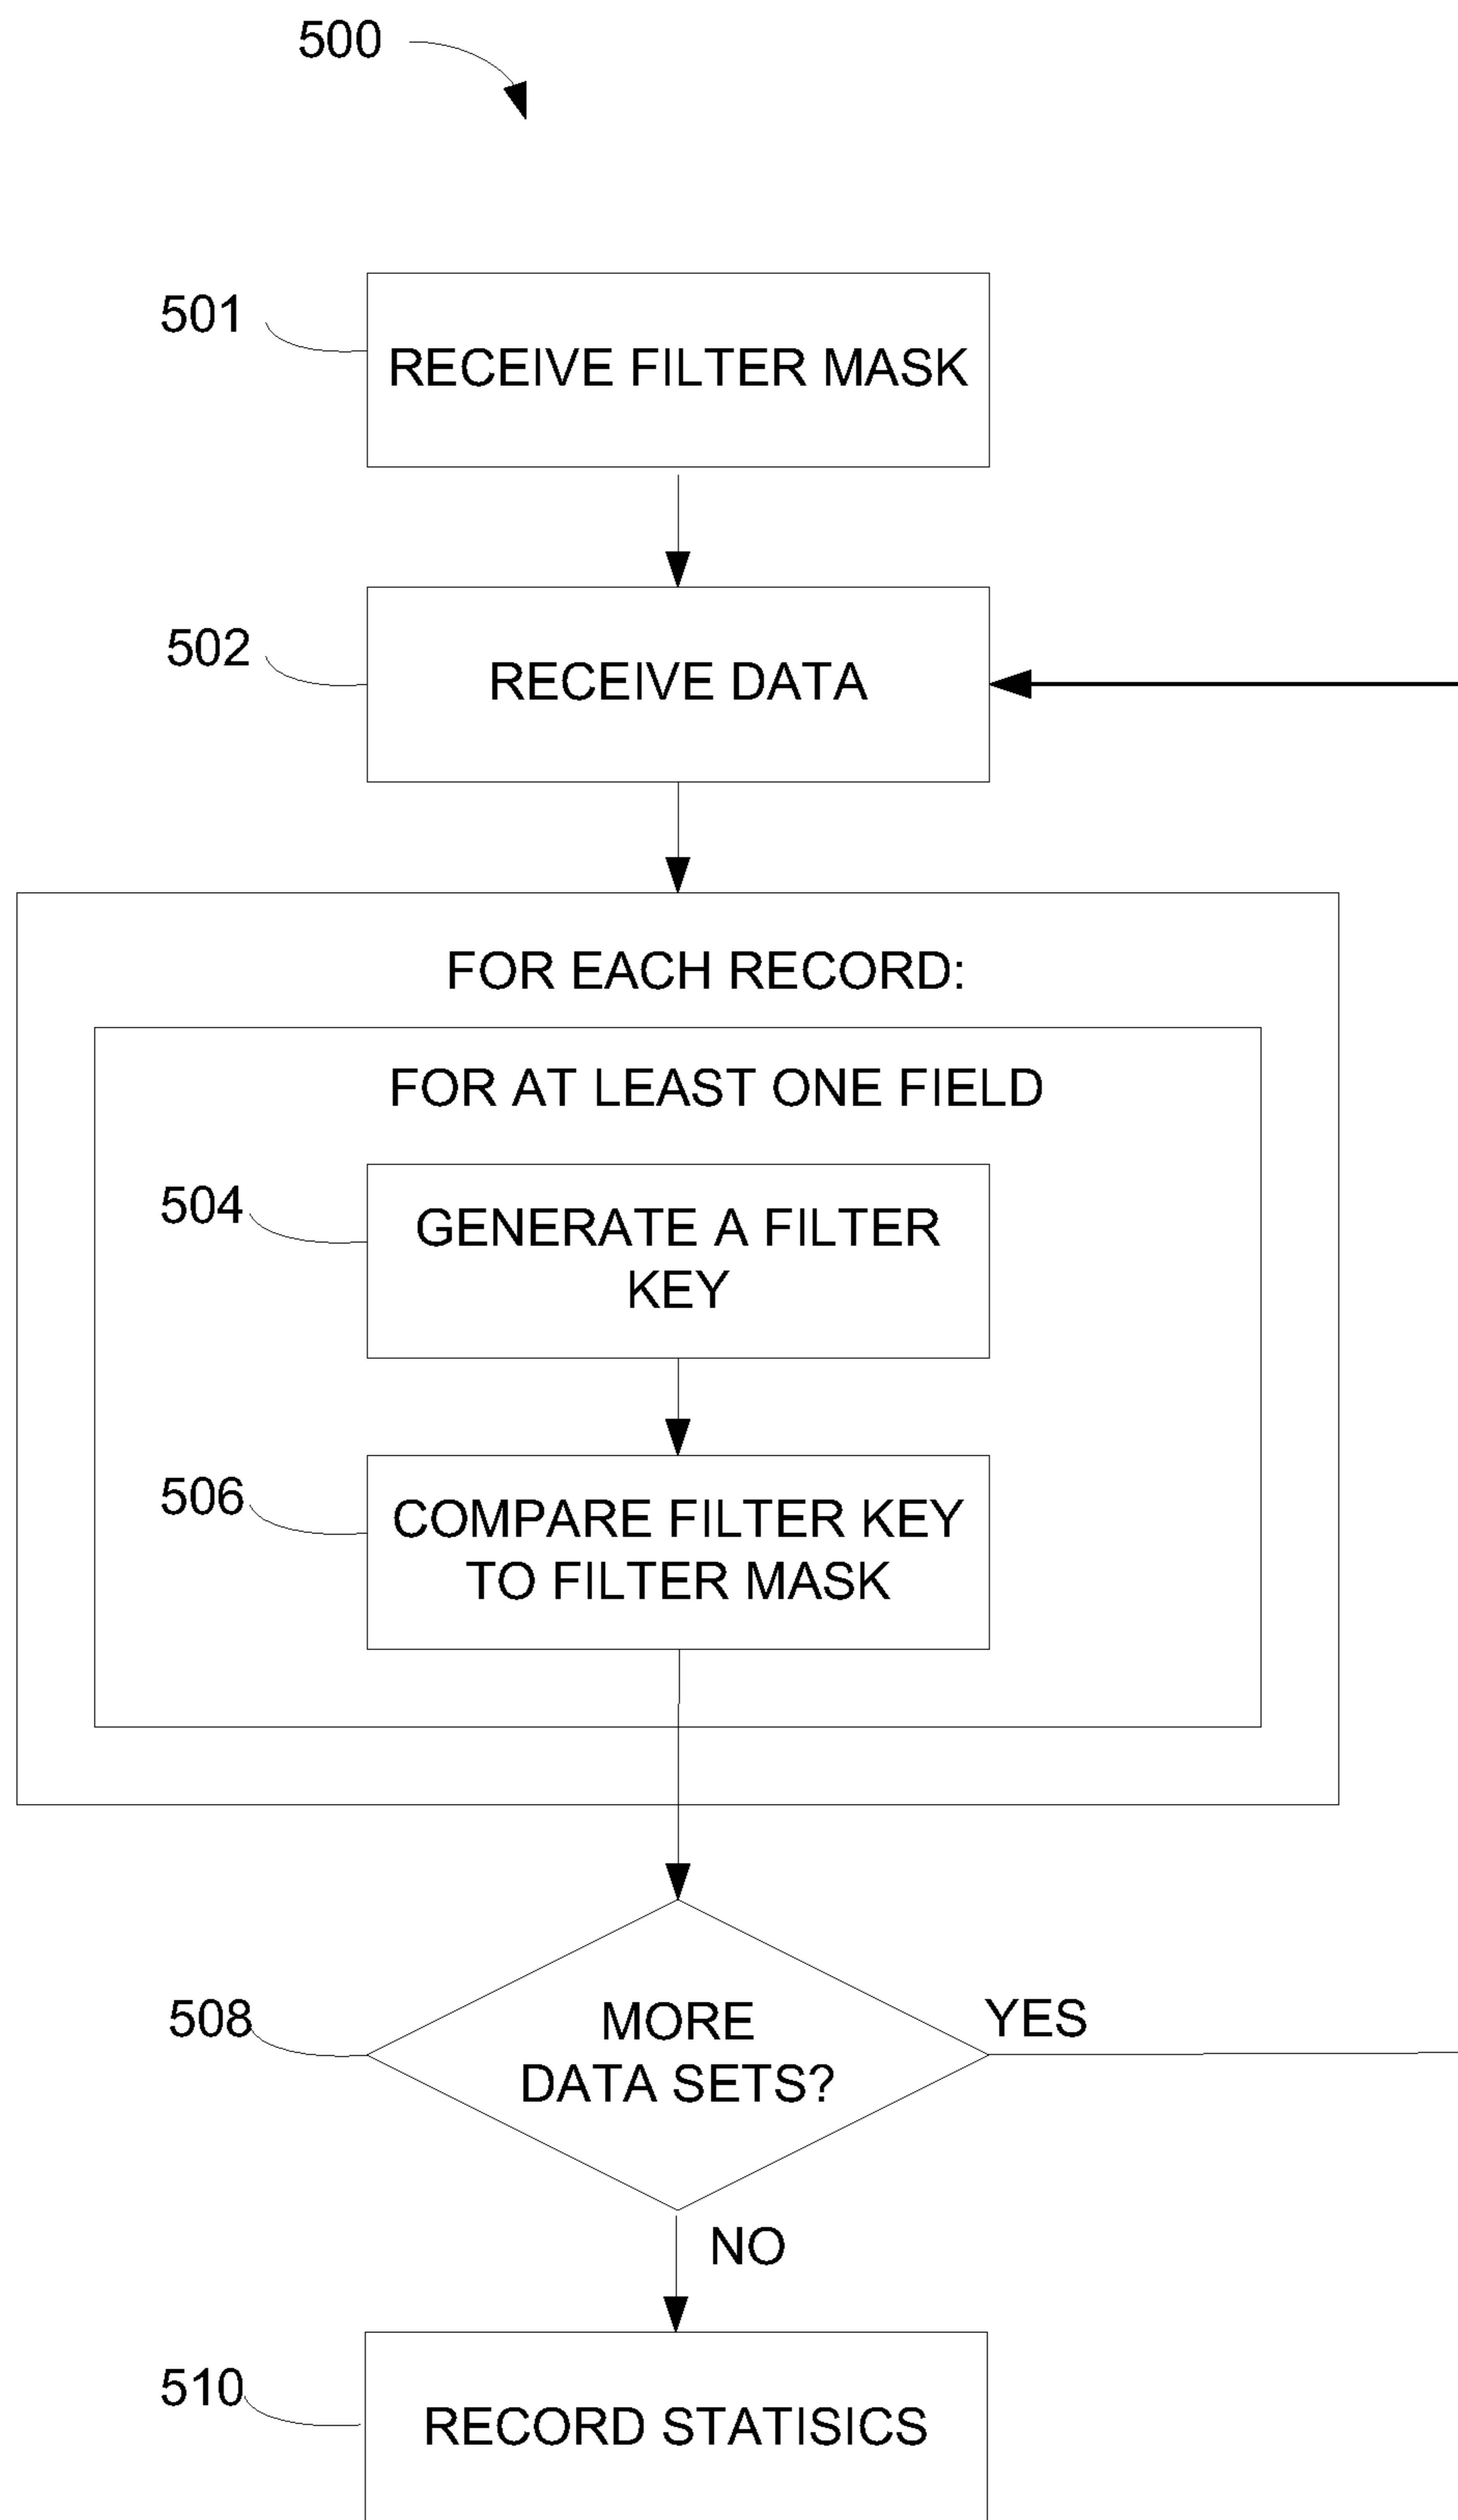 500
501
RECEIVE FILTER MASK
502
RECEIVE DATA
FOR EACH RECORD:
FOR AT LEAST ONE FIELD
504
GENERATE A FILTER
KEY
506
COMPARE FILTER KEY
TO FILTER MASK
508
MORE
DATA SETS?
YES
NO
510
RECORD STATISICS